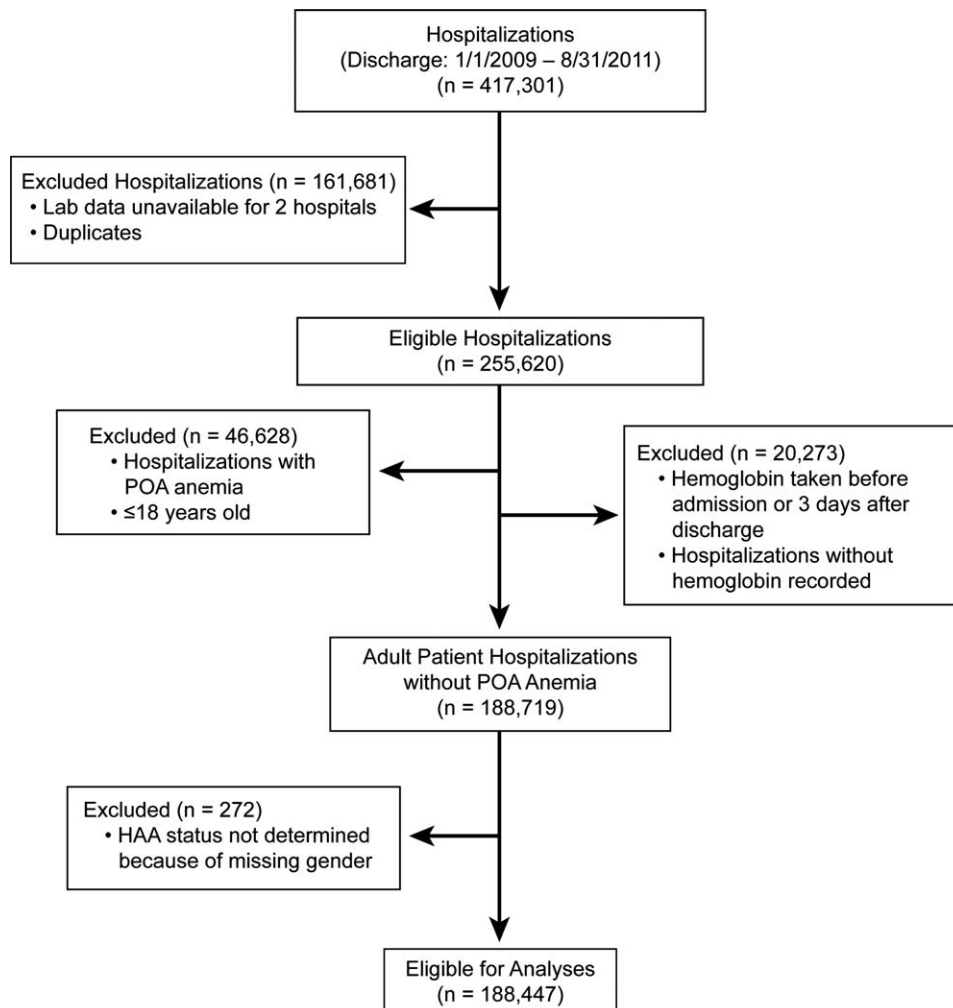 Hospitalizations
(Discharge: 1/1/2009 – 8/31/2011)
(n = 417,301)
Excluded Hospitalizations (n = 161,681)
• Lab data unavailable for 2 hospitals
• Duplicates
Eligible Hospitalizations
(n = 255,620)
Excluded (n = 46,628)
• Hospitalizations with
POA anemia
• ≤18 years old
Excluded (n = 20,273)
• Hemoglobin taken before
admission or 3 days after
discharge
• Hospitalizations without
hemoglobin recorded
Adult Patient Hospitalizations
without POA Anemia
(n = 188,719)
Excluded (n = 272)
• HAA status not determined
because of missing gender
Eligible for Analyses
(n = 188,447)